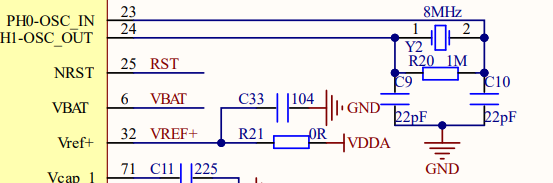 PH0-OSC_IN 23 8MHz
H1-OSC_OUT 24 1 2
Y2
R20 1M
NRST 25 RST
C9 C10
VBAT 6 VBAT C33 104 GND
22pF 22pF
Vref+ 32 VREF+ R21 0R VDDA
GND
Vcap_1 71 C11 225